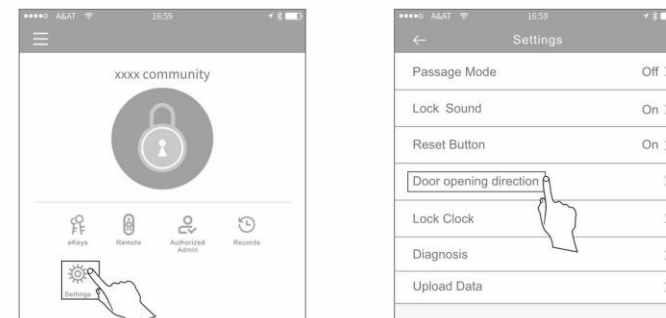 A&AT 16:59
xxxx community
1
eKeys Remote Authorized Admin Records
Settings
A&AT 16:59
Settings
Passage Mode Off
Lock Sound On
Reset Button On
Door opening direction
Lock Clock
Diagnosis
Upload Data